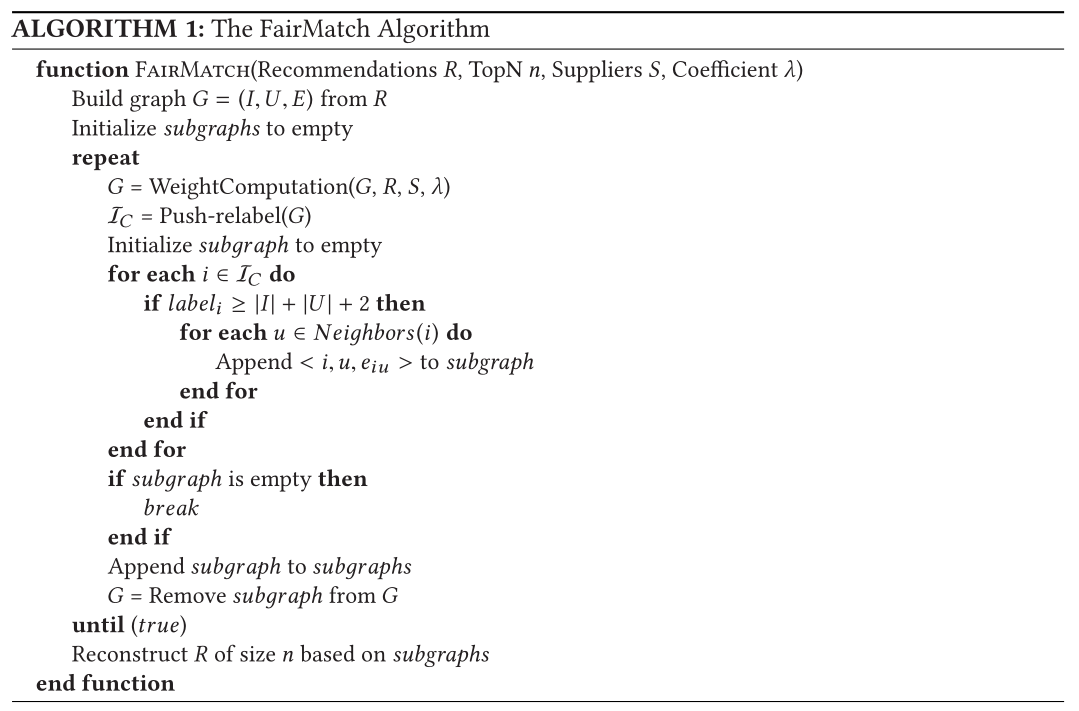 ALGORITHM 1: The FairMatch Algorithm
function FAIRMATCH(Recommendations R, TopN n, Suppliers S, Coefficient λ)
Build graph G = (I, U, E) from R
Initialize subgraphs to empty
repeat
G = WeightComputation(G, R, S, λ)
𝓘_C = Push-relabel(G)
Initialize subgraph to empty
for each i ∈ 𝓘_C do
if label_i ≥ |I| + |U| + 2 then
for each u ∈ Neighbors(i) do
Append < i, u, e_{iu} > to subgraph
end for
end if
end for
if subgraph is empty then
break
end if
Append subgraph to subgraphs
G = Remove subgraph from G
until (true)
Reconstruct R of size n based on subgraphs
end function